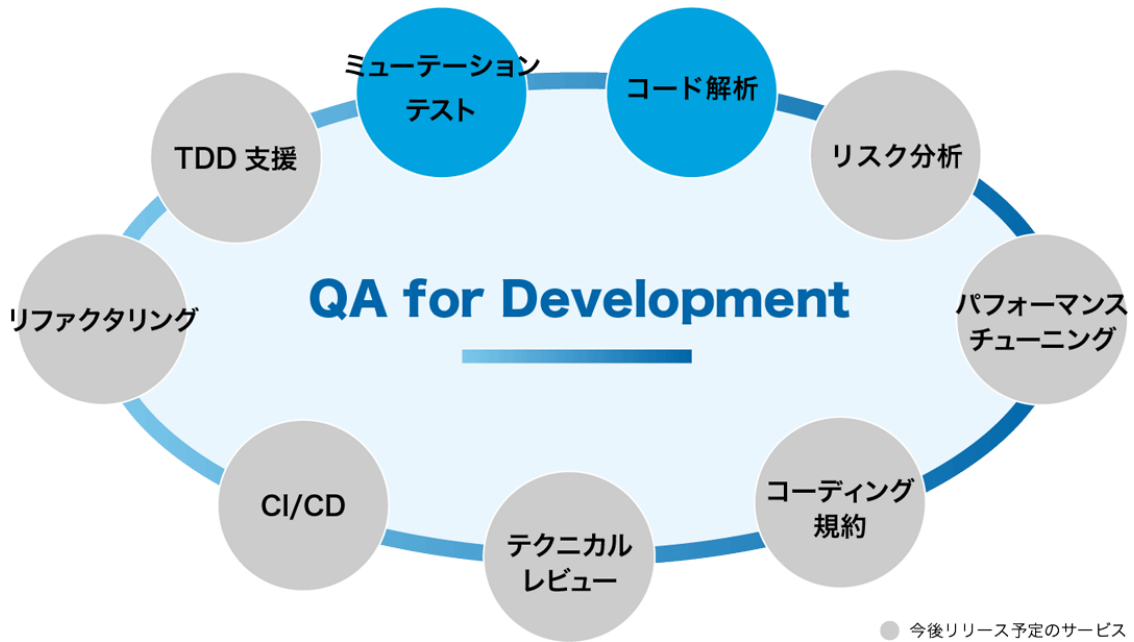 ミューテーション
テスト
コード解析
TDD 支援
リスク分析
QA for Development
リファクタリング
パフォーマンス
チューニング
CI/CD
コーディング
規約
テクニカル
レビュー
今後リリース予定のサービス